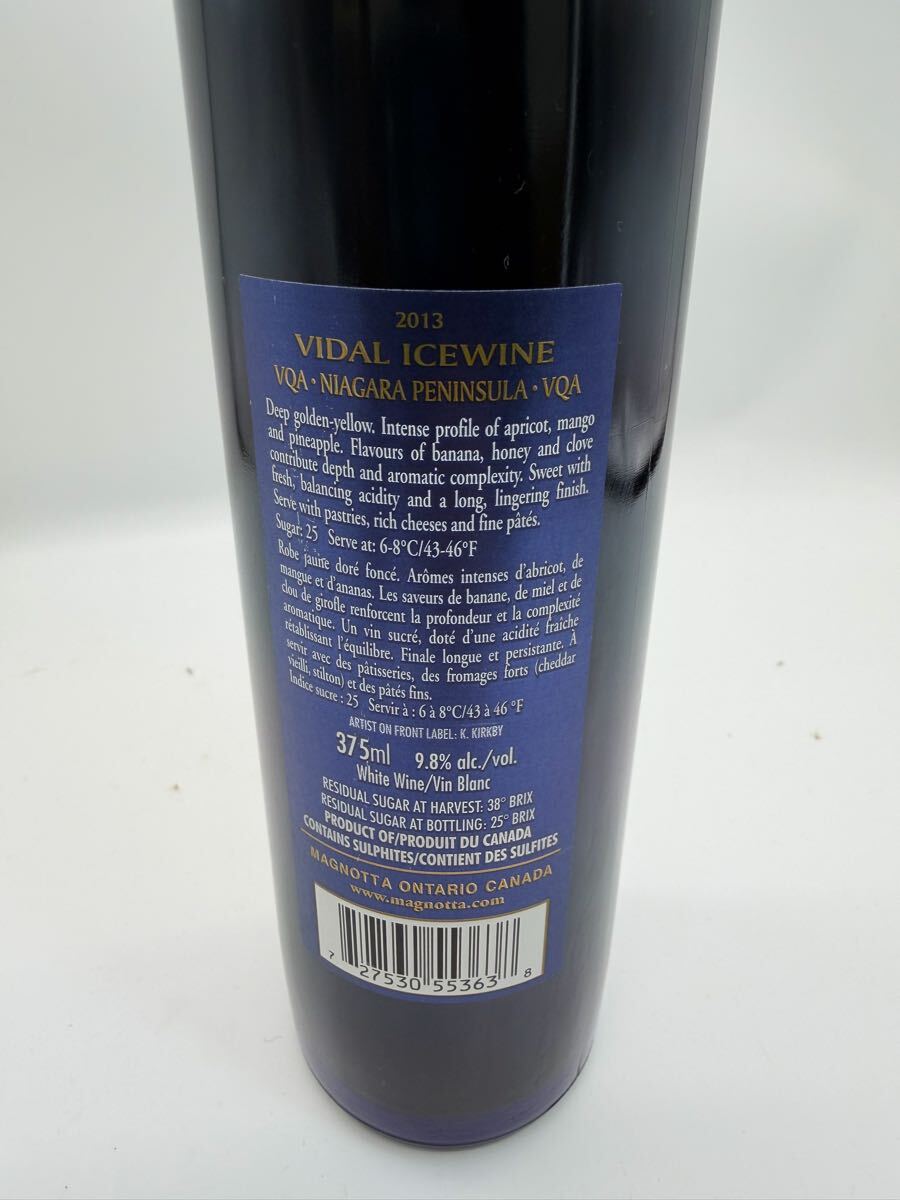 2013
VIDAL ICEWINE
VQA • NIAGARA PENINSULA • VQA
Deep golden-yellow. Intense profile of apricot, mango
and pineapple. Flavours of banana, honey and clove
contribute depth and aromatic complexity. Sweet with
fresh, balancing acidity and a long, lingering finish.
Serve with pastries, rich cheeses and fine pâtés.
Sugar: 25 Serve at: 6-8°C/43-46°F
Robe jaune doré foncé. Arômes intenses d'abricot, de
mangue et d'ananas. Les saveurs de banane, de miel et de
clou de girofle renforcent la profondeur et la complexité
aromatique. Un vin sucré, doté d'une acidité fraîche
rétablissant l'équilibre. Finale longue et persistante. À
servir avec des pâtisseries, des fromages forts (cheddar
vieilli, stilton) et des pâtés fins.
Indice sucre : 25 Servir à : 6 à 8°C/43 à 46 °F
ARTIST ON FRONT LABEL: K. KIRKBY
375ml 9.8% alc./vol.
White Wine/Vin Blanc
RESIDUAL SUGAR AT HARVEST: 38° BRIX
RESIDUAL SUGAR AT BOTTLING: 25° BRIX
PRODUCT OF/PRODUIT DU CANADA
CONTAINS SULPHITES/CONTIENT DES SULFITES
MAGNOTTA ONTARIO CANADA
www.magnotta.com
7 27530 55363 8